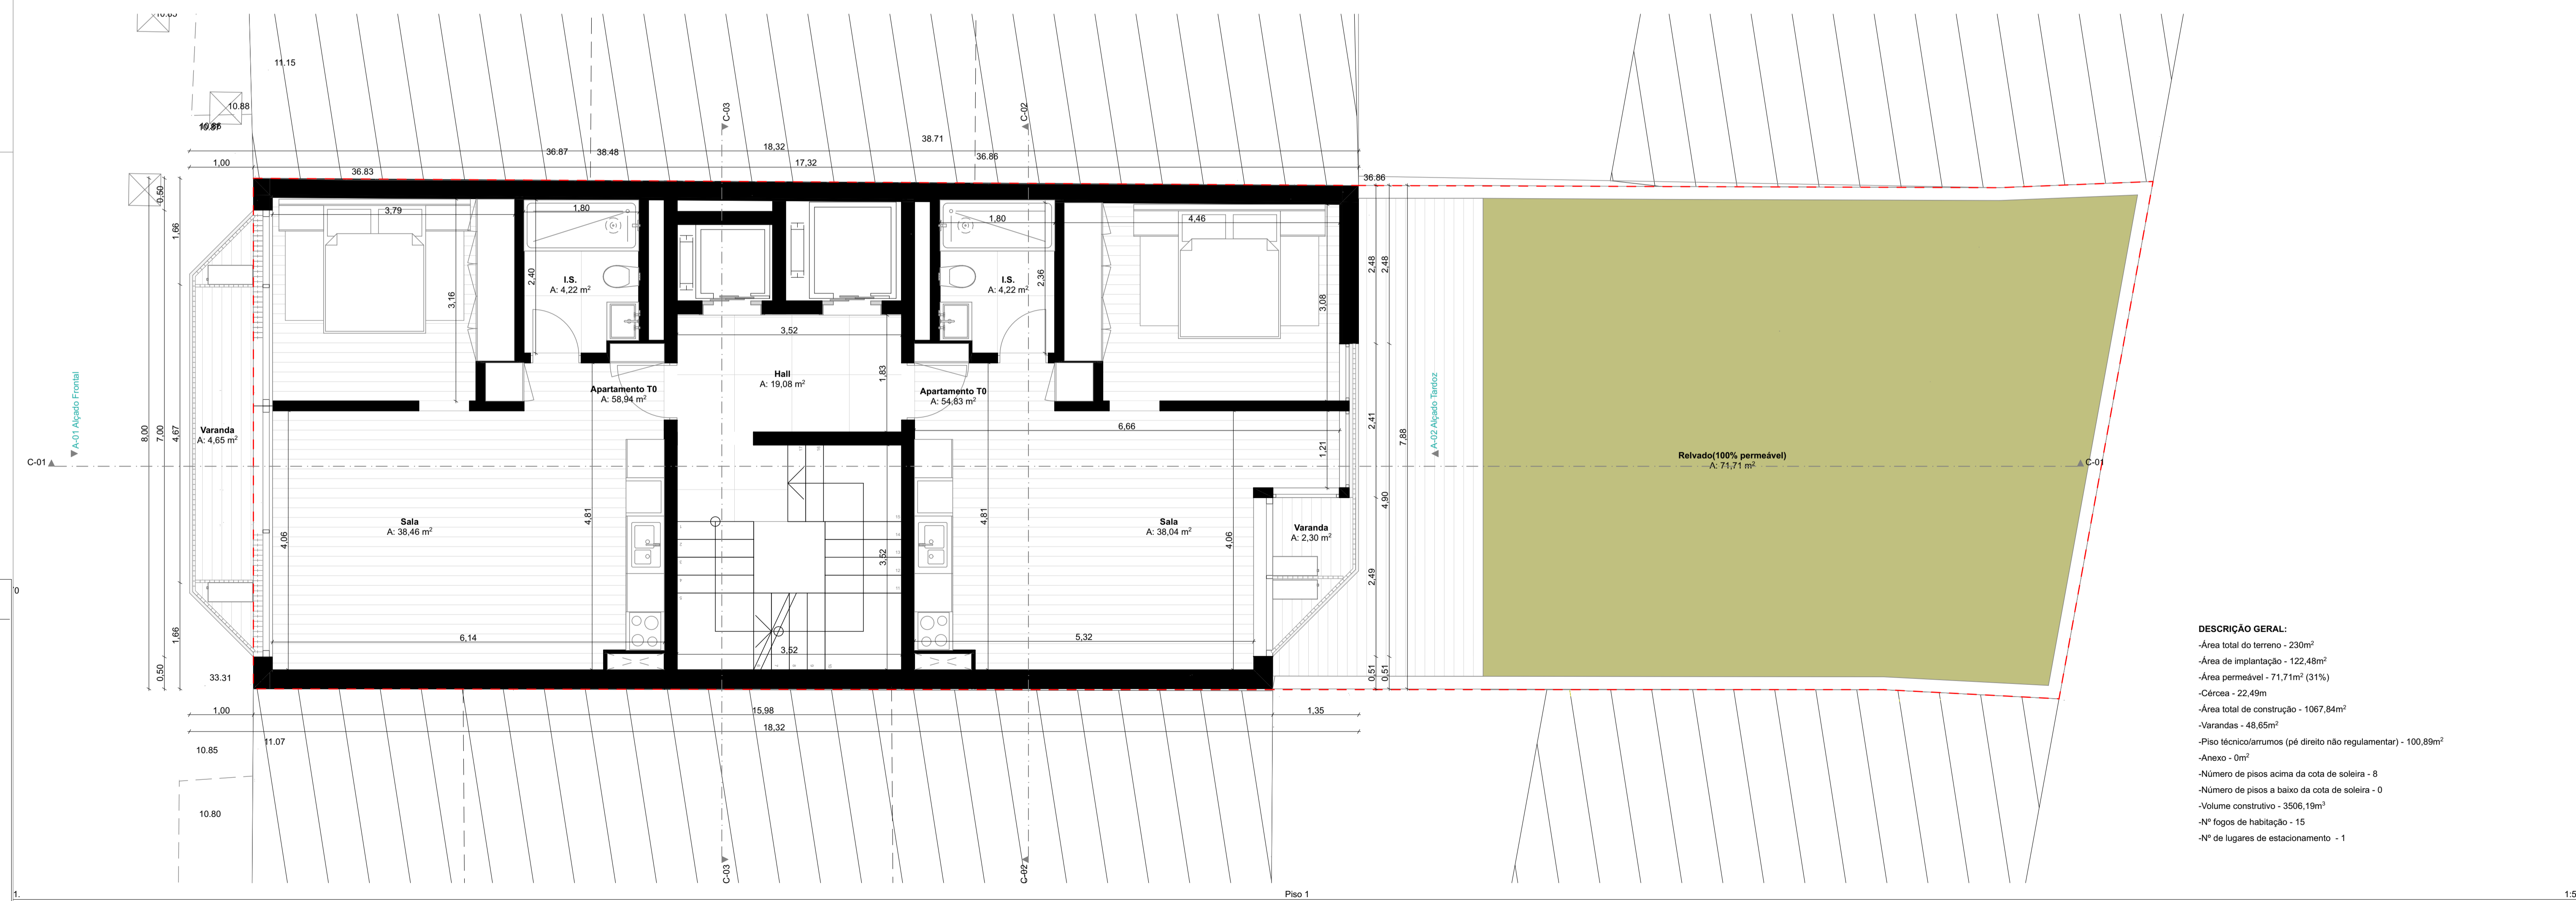 10.85
11.15
10.88
10.86
38.71
18,32
36.87
38.48
36.86
1,00
17,32
36.83
36.86
C-03
C-02
0,50
1,66
3,79
1,80
1,80
4,46
2,40
2,36
3,16
3,08
2,48
2,48
I.S.
A: 4,22 m²
I.S.
A: 4,22 m²
3,52
Hall
A: 19,08 m²
1,83
Apartamento T0
A: 58,94 m²
Apartamento T0
A: 54,83 m²
A-01 Alçado Frontal
A-02 Alçado Tardoz
8,00
7,00
4,67
Varanda
A: 4,65 m²
6,66
1,21
2,41
7,88
C-01
C-01
Relvado(100% permeável)
A: 71,71 m²
4,90
Sala
A: 38,46 m²
4,81
4,06
3,52
4,81
Sala
A: 38,04 m²
4,06
Varanda
A: 2,30 m²
2,49
6,14
3,52
5,32
1,66
0,50
0,51
0,51
33.31
1,00
15,98
1,35
18,32
11.07
10.85
10.80
C-03
C-02
0
DESCRIÇÃO GERAL:
-Área total do terreno - 230m²
-Área de implantação - 122,48m²
-Área permeável - 71,71m² (31%)
-Cércea - 22,49m
-Área total de construção - 1067,84m²
-Varandas - 48,65m²
-Piso técnico/arrumos (pé direito não regulamentar) - 100,89m²
-Anexo - 0m²
-Número de pisos acima da cota de soleira - 8
-Número de pisos a baixo da cota de soleira - 0
-Volume construtivo - 3506,19m³
-Nº fogos de habitação - 15
-Nº de lugares de estacionamento - 1
1.
Piso 1
1:5